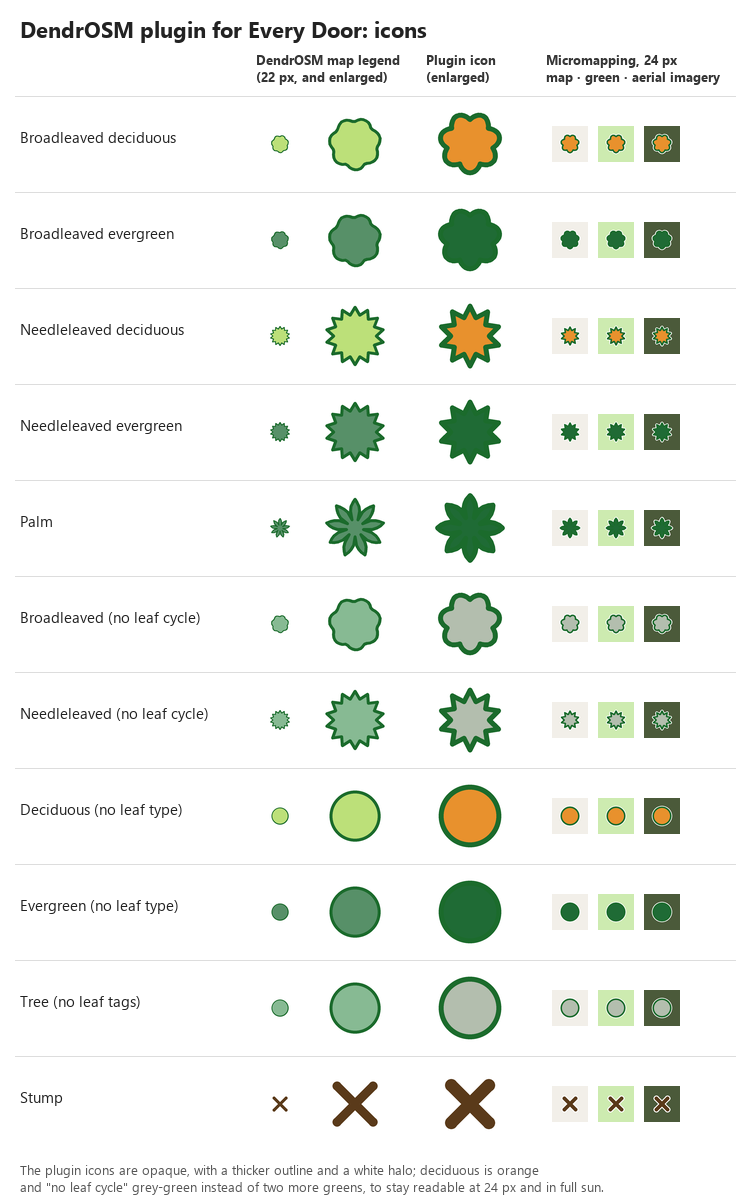 DendrOSM plugin for Every Door: icons
DendrOSM map legend
(22 px, and enlarged)
Plugin icon
(enlarged)
Micromapping, 24 px
map · green · aerial imagery
Broadleaved deciduous
Broadleaved evergreen
Needleleaved deciduous
Needleleaved evergreen
Palm
Broadleaved (no leaf cycle)
Needleleaved (no leaf cycle)
Deciduous (no leaf type)
Evergreen (no leaf type)
Tree (no leaf tags)
Stump
The plugin icons are opaque, with a thicker outline and a white halo; deciduous is orange
and "no leaf cycle" grey-green instead of two more greens, to stay readable at 24 px and in full sun.